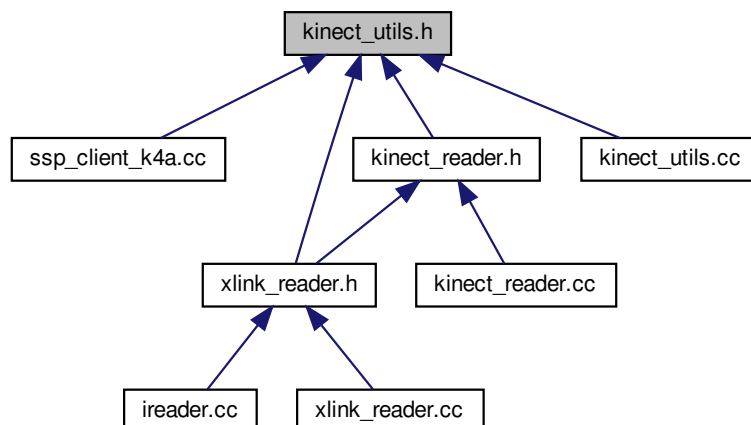 kinect_utils.h
ssp_client_k4a.cc
kinect_reader.h
kinect_utils.cc
xlink_reader.h
kinect_reader.cc
ireader.cc
xlink_reader.cc